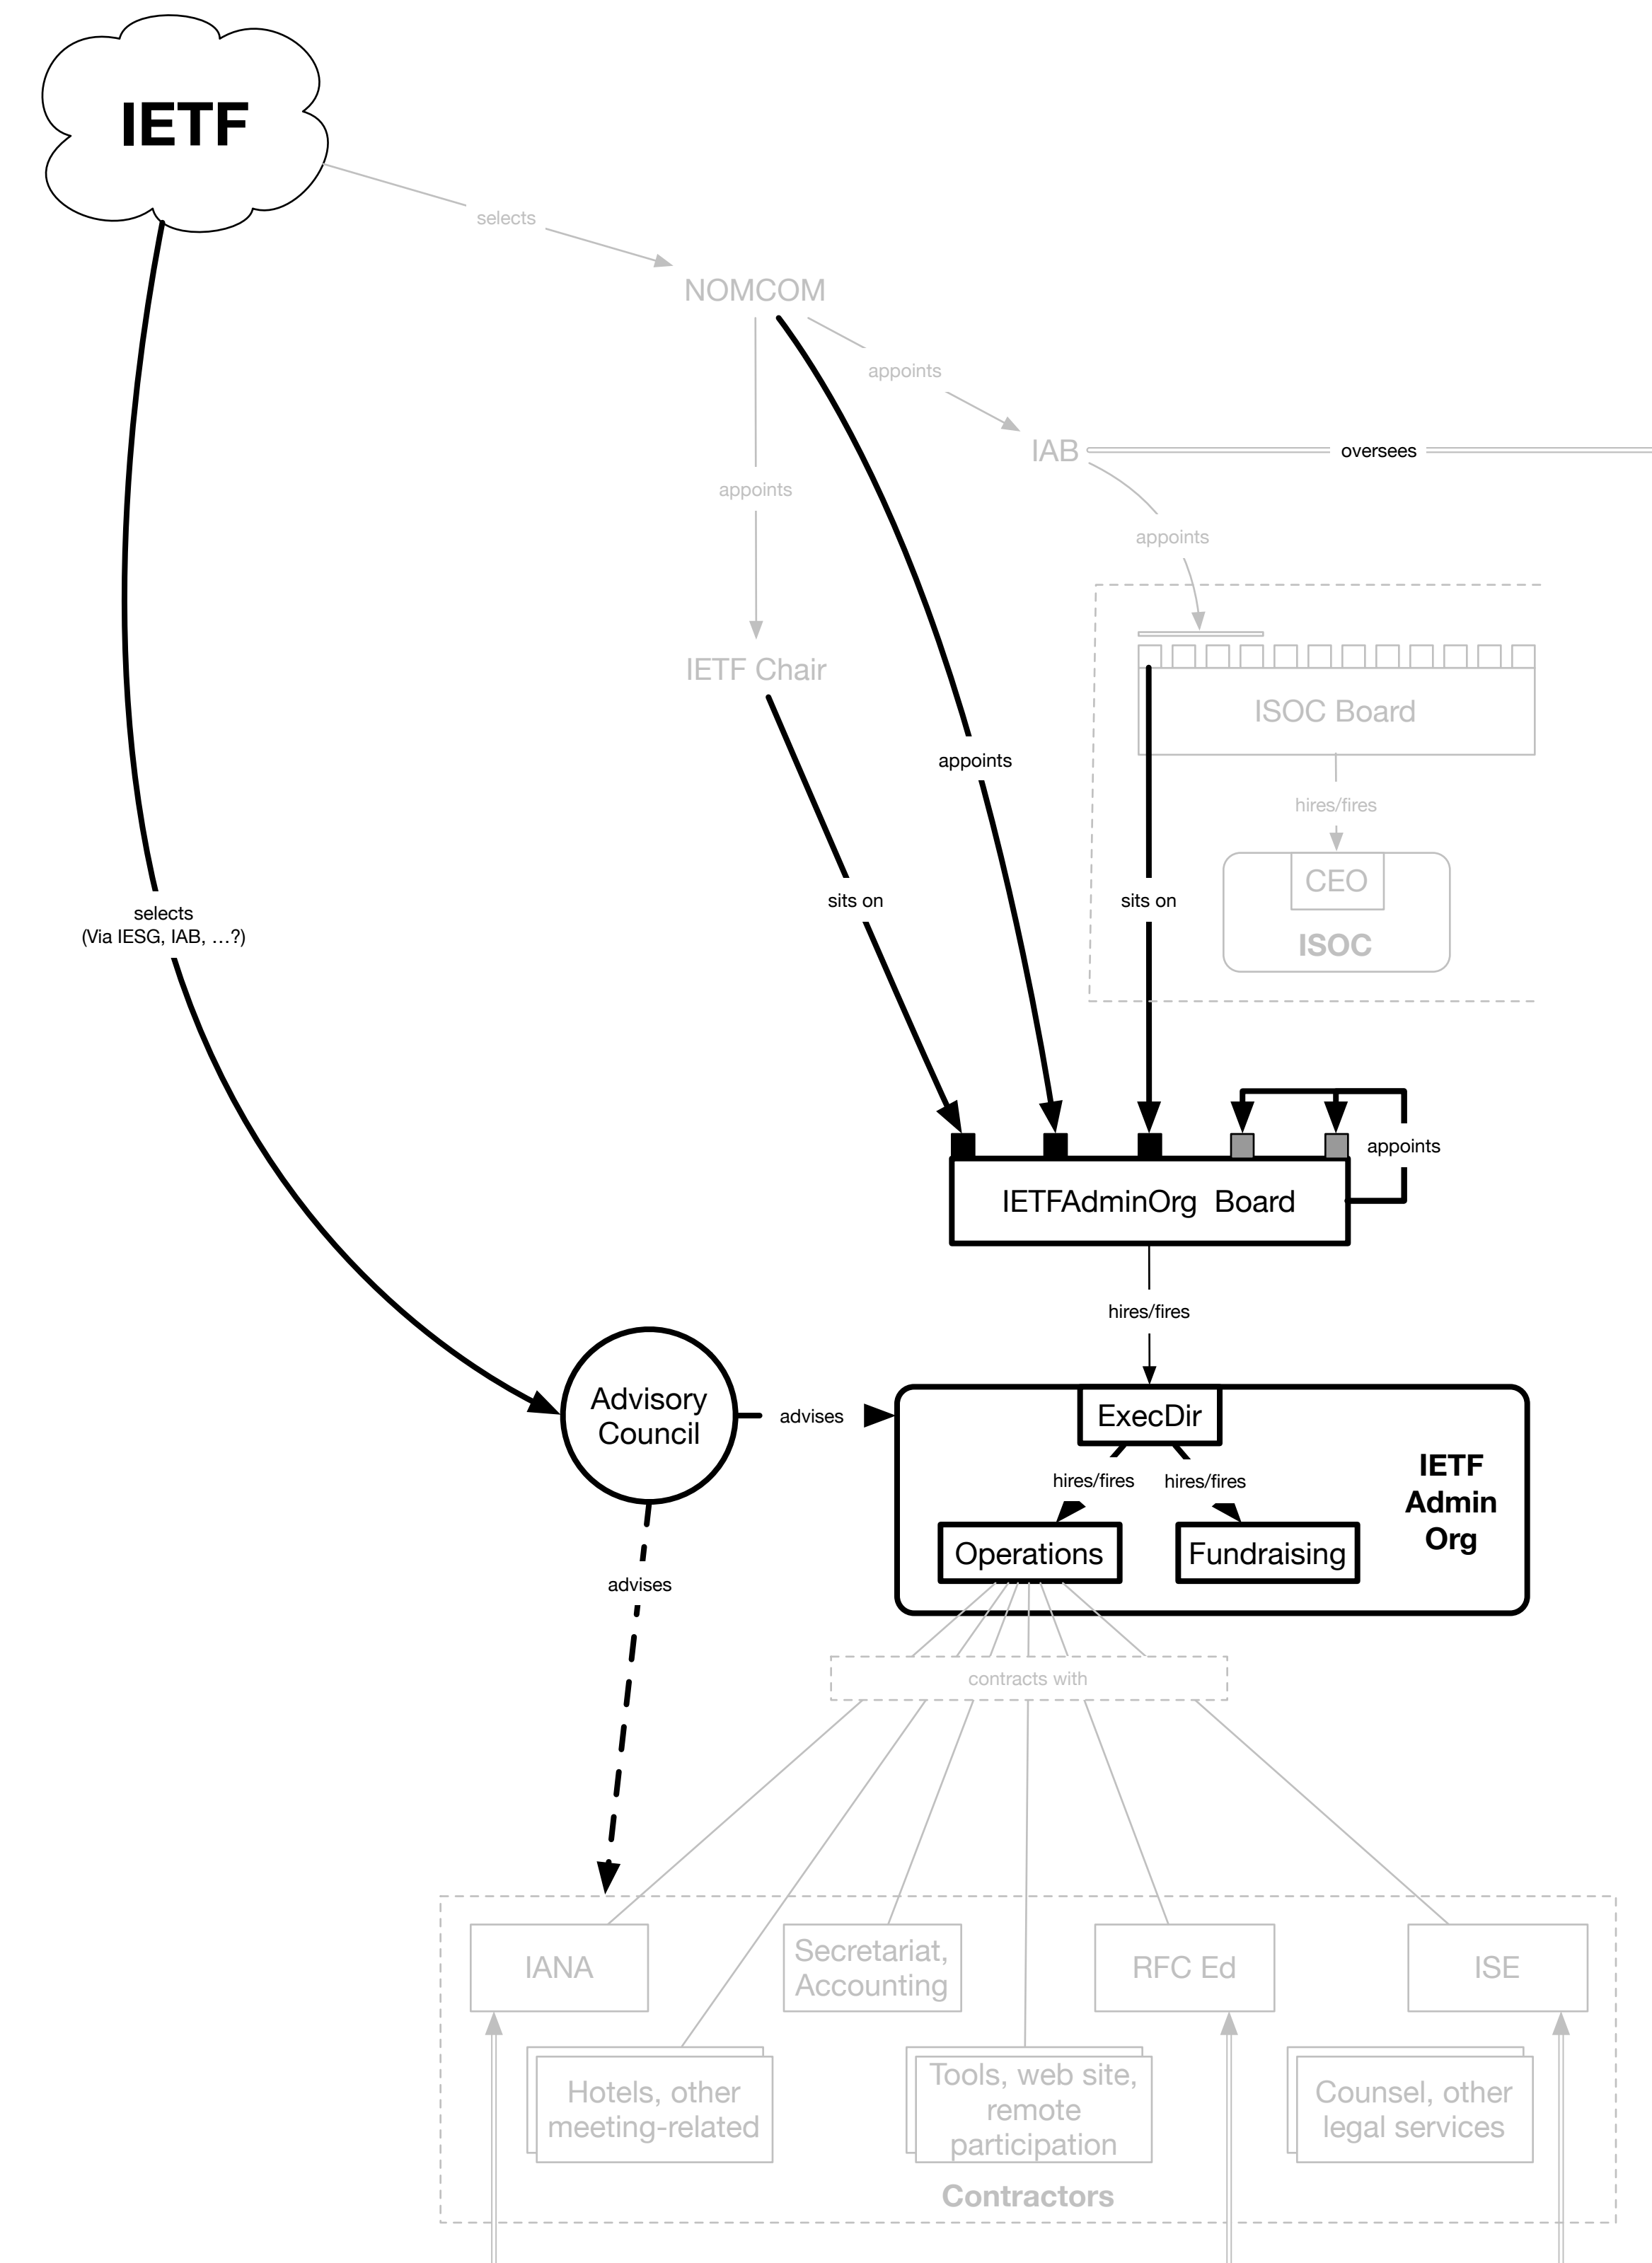 IETF
selects
NOMCOM
appoints
IAB
oversees
appoints
appoints
IETF Chair
ISOC Board
appoints
hires/fires
CEO
sits on
sits on
selects
(Via IESG, IAB, …?)
ISOC
appoints
IETFAdminOrg Board
hires/fires
Advisory
Council
advises
ExecDir
hires/fires
hires/fires
IETF
Admin
Org
Operations
Fundraising
advises
contracts with
IANA
Secretariat,
Accounting
RFC Ed
ISE
Hotels, other
meeting-related
Tools, web site,
remote
participation
Counsel, other
legal services
Contractors